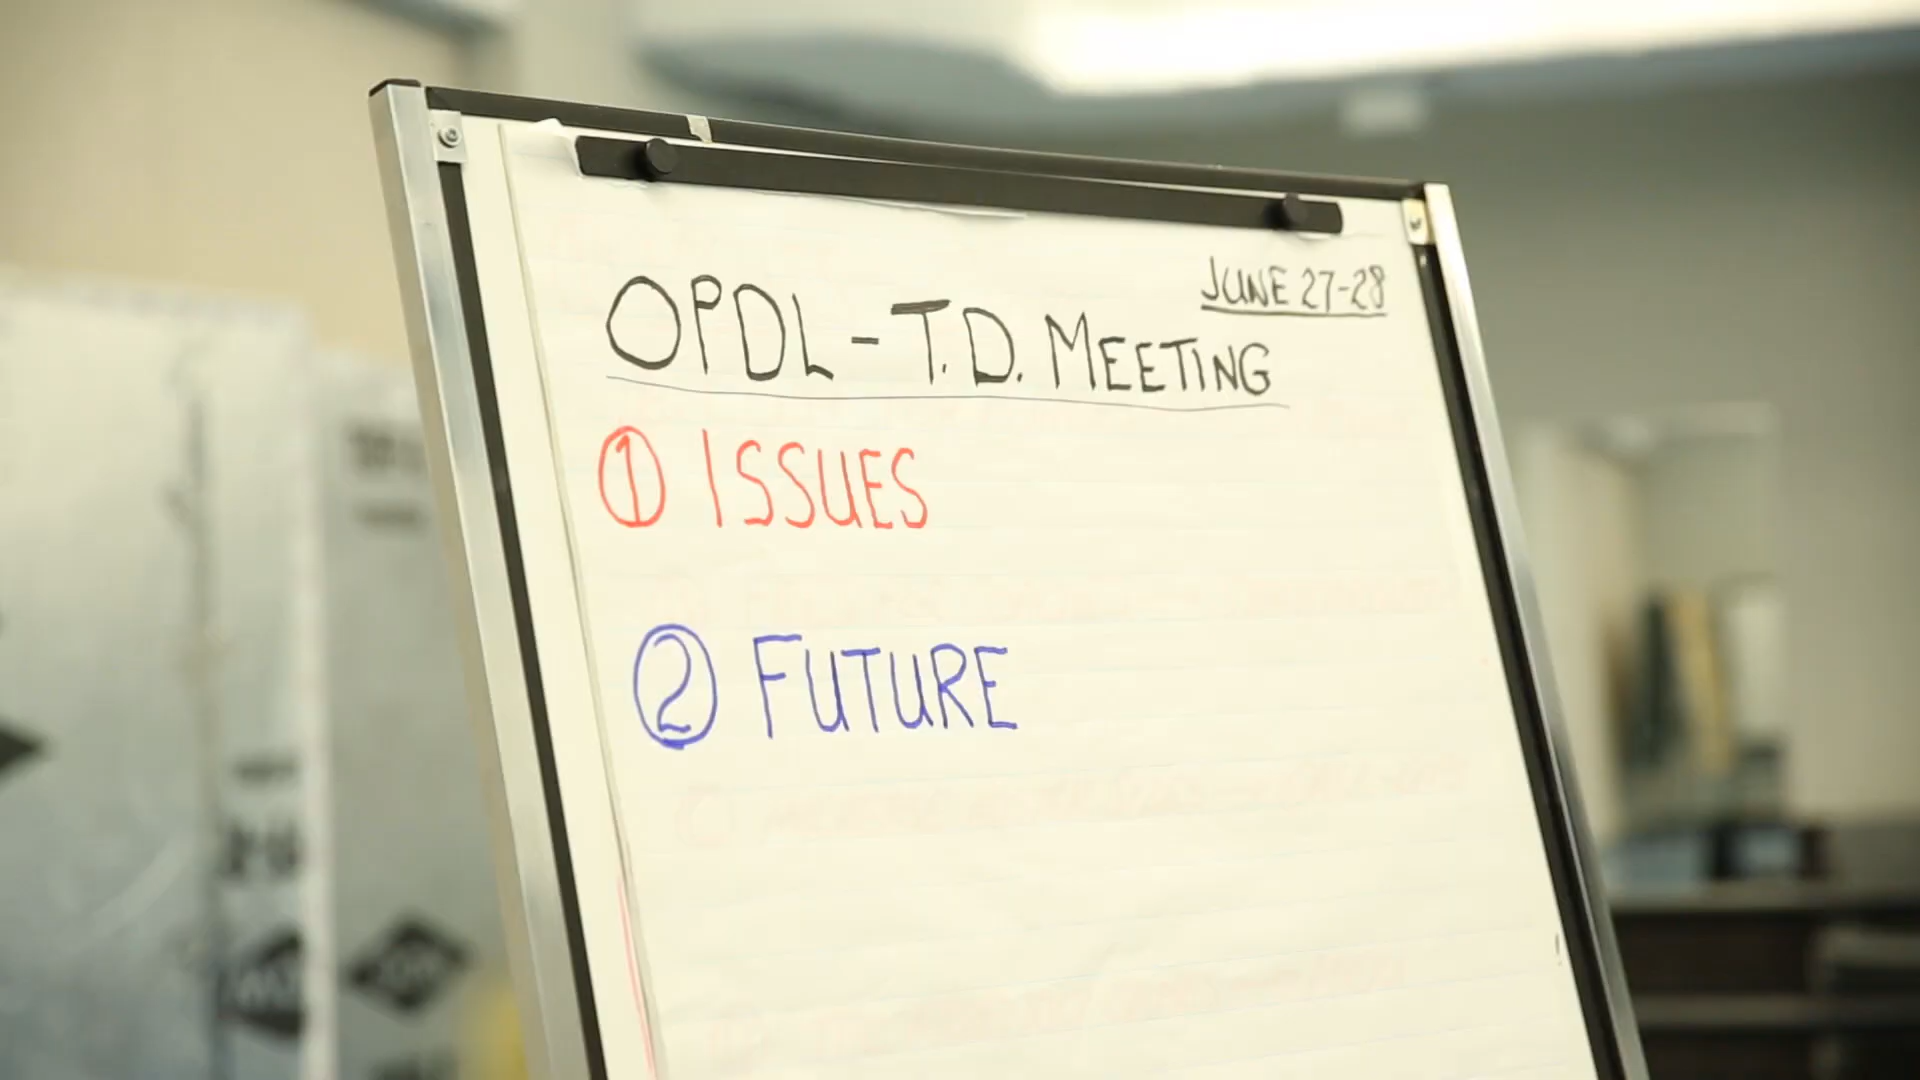 JUNE 27-28
OPDL - T.D. MEETING
① ISSUES
② FUTURE